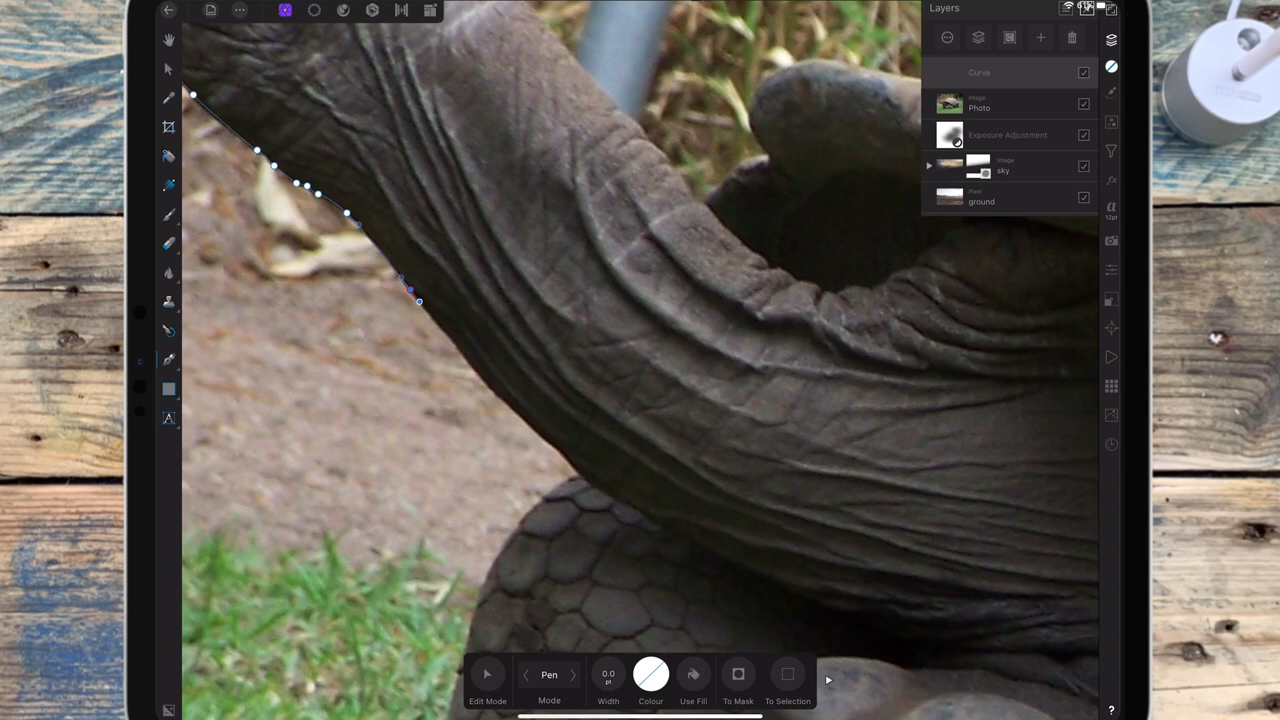 Layers
Curve
Image
Photo
Exposure Adjustment
Image
sky
Pixel
ground
12pt
?
A
0.0
pt
Pen
Edit Mode
Mode
Width
Colour
Use Fill
To Mask
To Selection